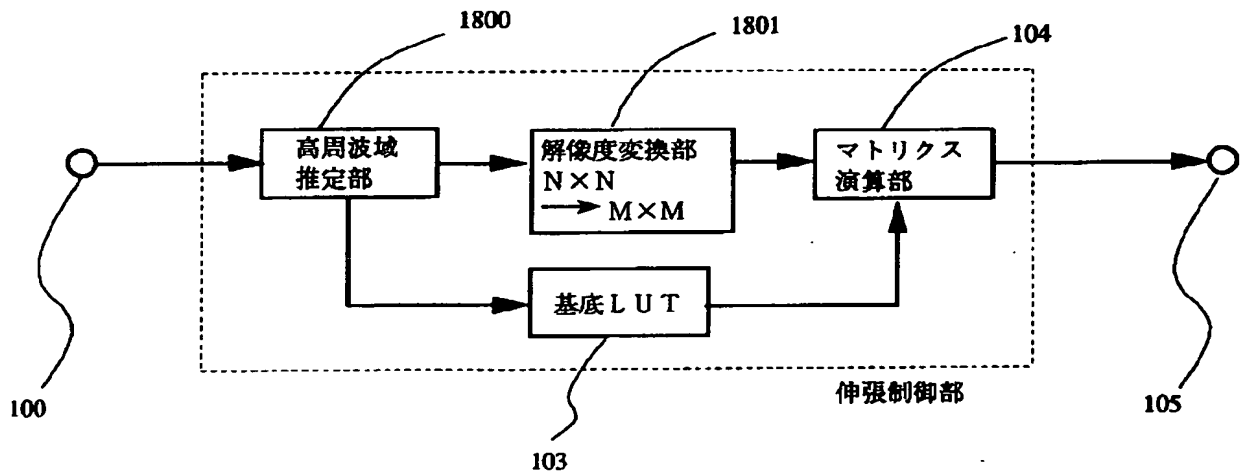 1800
1801
104
高周波域
推定部
解像度変換部
N×N
M×M
マトリクス
演算部
基底LUT
伸張制御部
100
103
105